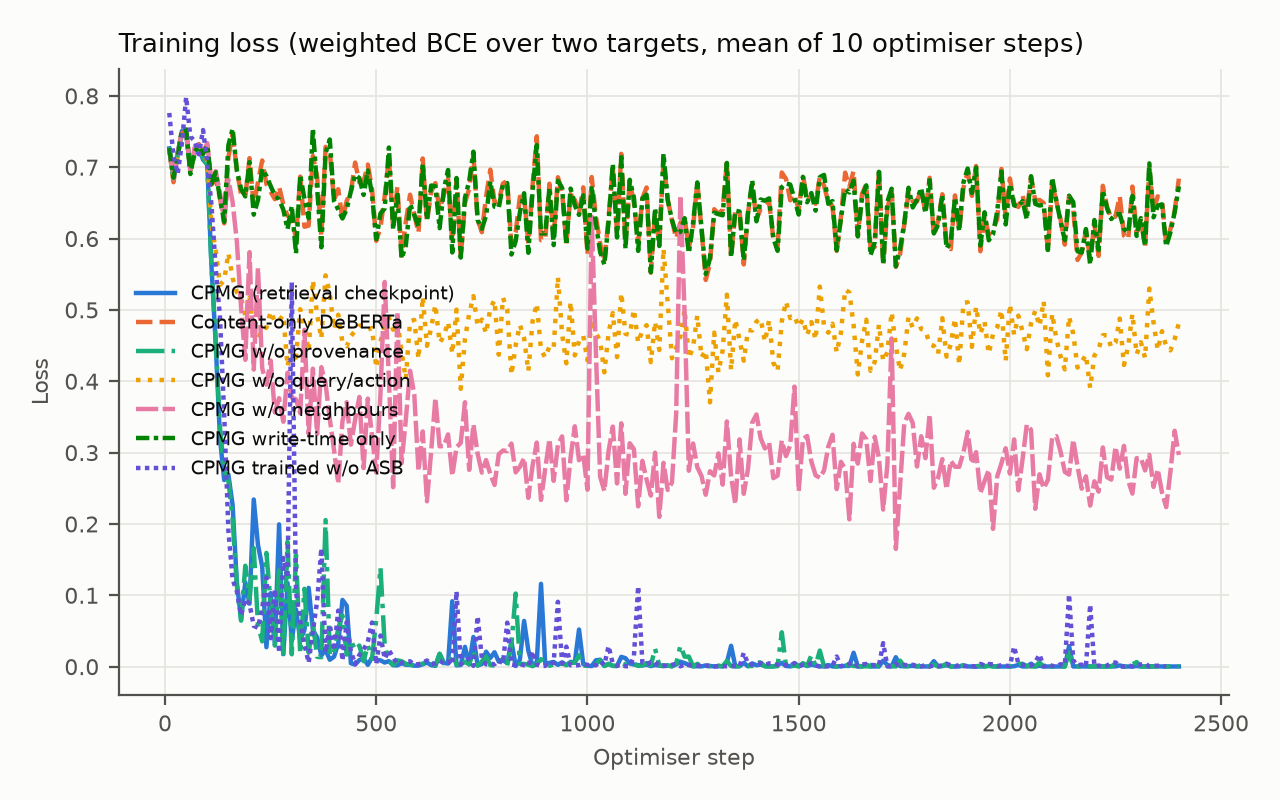 Training loss (weighted BCE over two targets, mean of 10 optimiser steps)
Loss
0.8
0.7
0.6
0.5
0.4
0.3
0.2
0.1
0.0
CPMG (retrieval checkpoint)
Content-only DeBERTa
CPMG w/o provenance
CPMG w/o query/action
CPMG w/o neighbours
CPMG write-time only
CPMG trained w/o ASB
0 500 1000 1500 2000 2500
Optimiser step